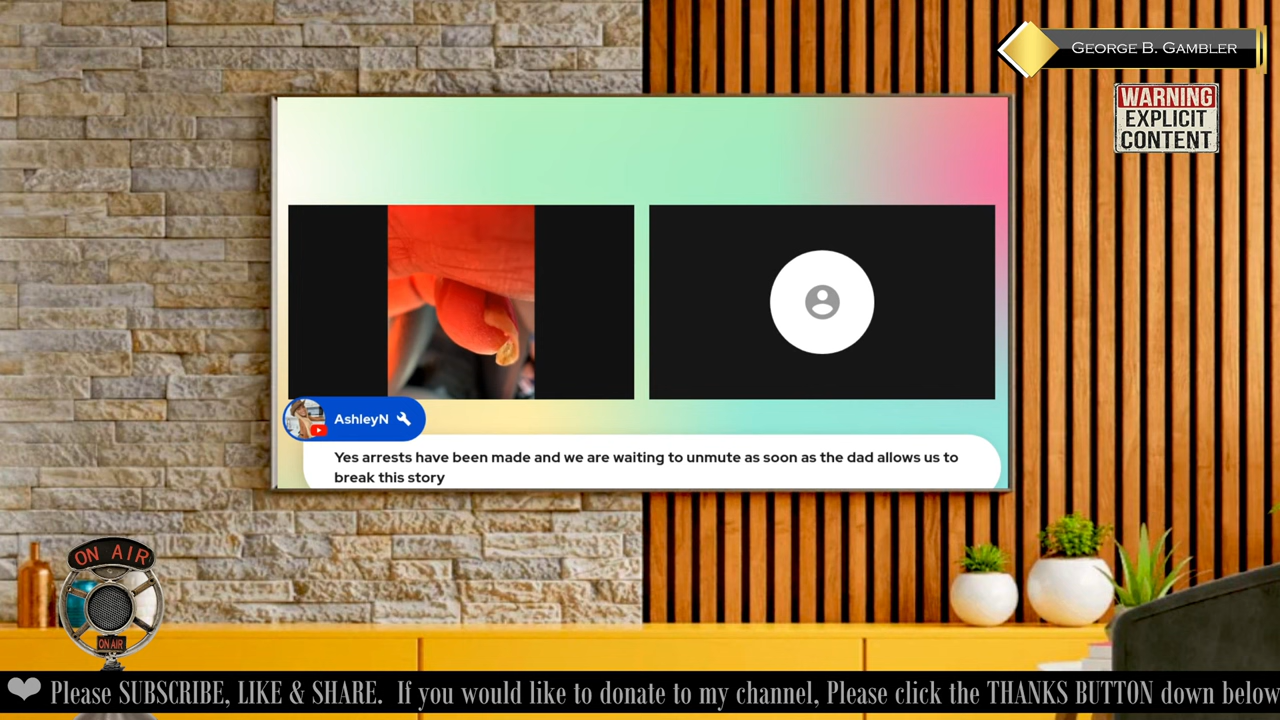 George B. Gambler
WARNING
EXPLICIT
CONTENT
AshleyN
Yes arrests have been made and we are waiting to unmute as soon as the dad allows us to
break this story
ON AIR
ON AIR
Please SUBSCRIBE, LIKE & SHARE. If you would like to donate to my channel, Please click the THANKS BUTTON down below